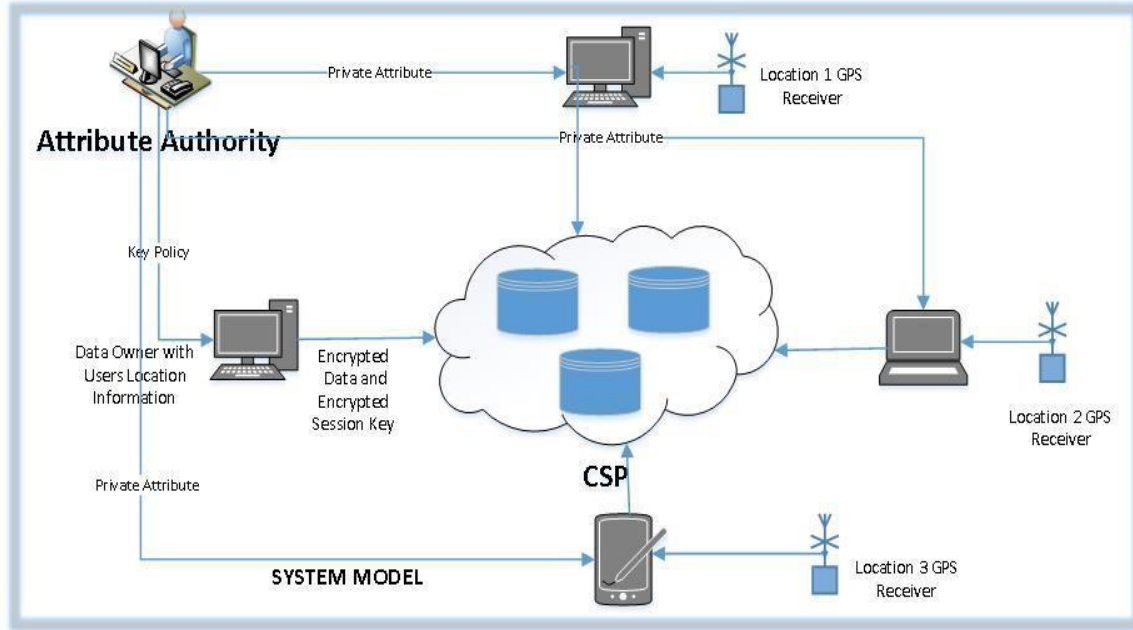 Private Attribute
Location 1 GPS
Receiver
Attribute Authority
Private Attribute
Key Policy
Data Owner with
Users Location
Information
Encrypted
Data and
Encrypted
Session Key
Location 2 GPS
Receiver
CSP
Private Attribute
Location 3 GPS
Receiver
SYSTEM MODEL